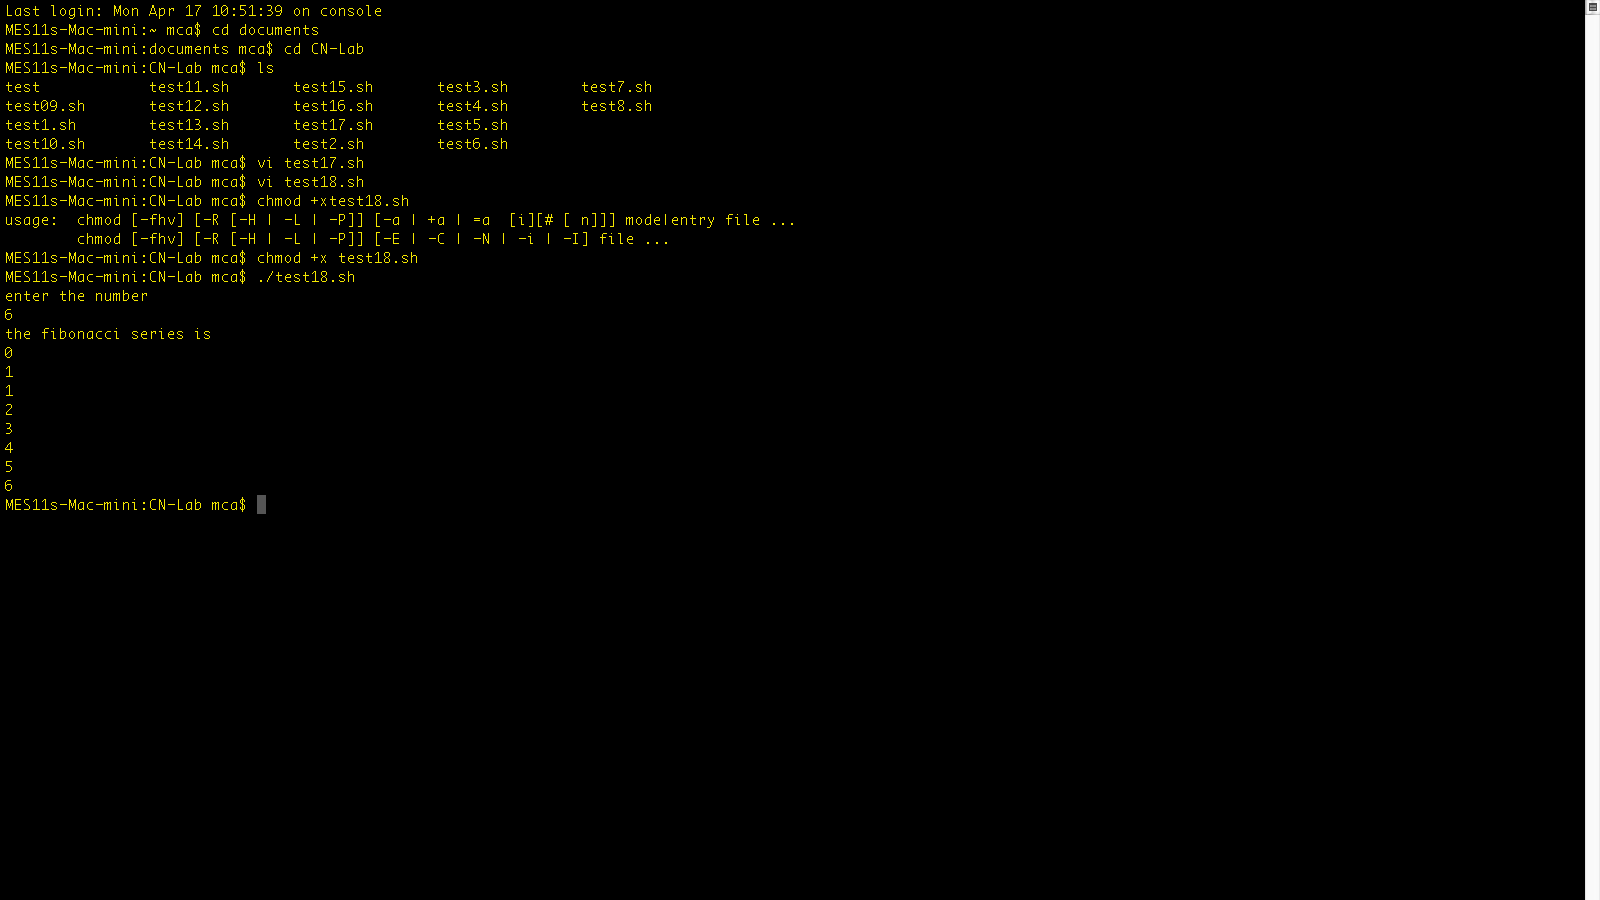 Last login: Mon Apr 17 10:51:39 on console
MES11s-Mac-mini:~ mca$ cd documents
MES11s-Mac-mini:documents mca$ cd CN-Lab
MES11s-Mac-mini:CN-Lab mca$ ls
test            test11.sh       test15.sh       test3.sh        test7.sh
test09.sh       test12.sh       test16.sh       test4.sh        test8.sh
test1.sh        test13.sh       test17.sh       test5.sh
test10.sh       test14.sh       test2.sh        test6.sh
MES11s-Mac-mini:CN-Lab mca$ vi test17.sh
MES11s-Mac-mini:CN-Lab mca$ vi test18.sh
MES11s-Mac-mini:CN-Lab mca$ chmod +xtest18.sh
usage:  chmod [-fhv] [-R [-H | -L | -P]] [-a | +a | =a  [i][# [ n]]] mode|entry file ...
        chmod [-fhv] [-R [-H | -L | -P]] [-E | -C | -N | -i | -I] file ...
MES11s-Mac-mini:CN-Lab mca$ chmod +x test18.sh
MES11s-Mac-mini:CN-Lab mca$ ./test18.sh
enter the number
6
the fibonacci series is
0
1
1
2
3
4
5
6
MES11s-Mac-mini:CN-Lab mca$